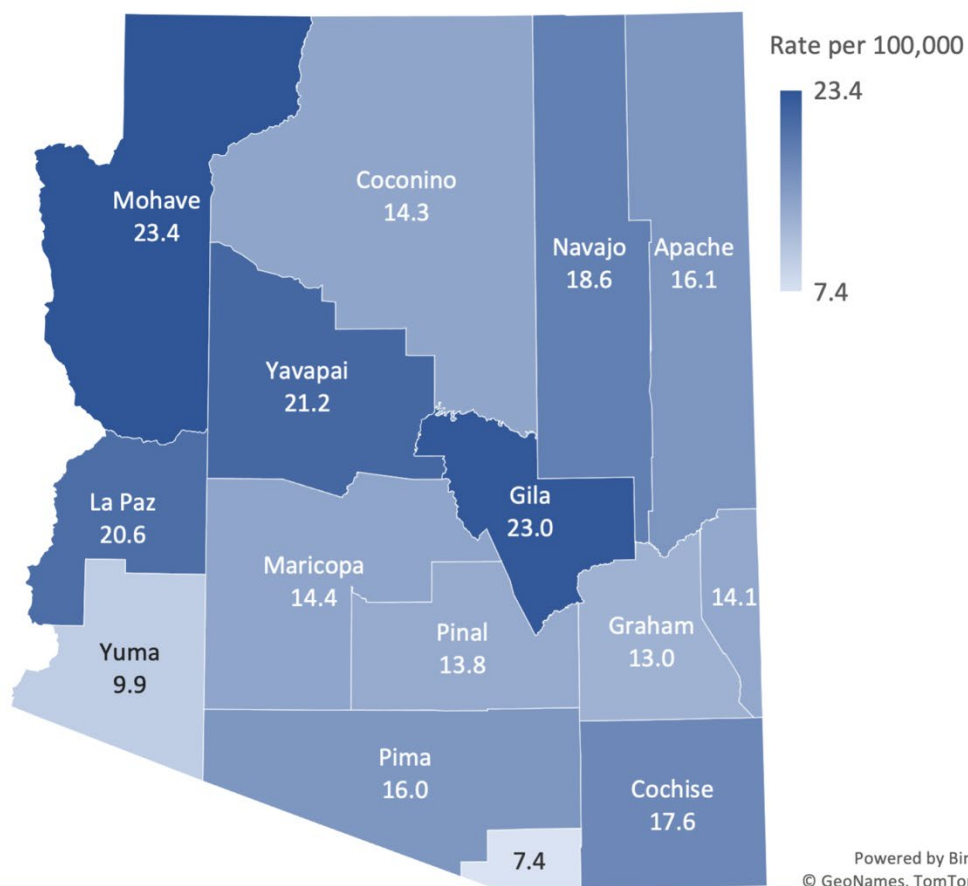 Rate per 100,000
23.4
7.4
Mohave
23.4
Coconino
14.3
Navajo
18.6
Apache
16.1
Yavapai
21.2
La Paz
20.6
Gila
23.0
Maricopa
14.4
Pinal
13.8
Graham
13.0
14.1
Yuma
9.9
Pima
16.0
Cochise
17.6
7.4
Powered by
© GeoNames,